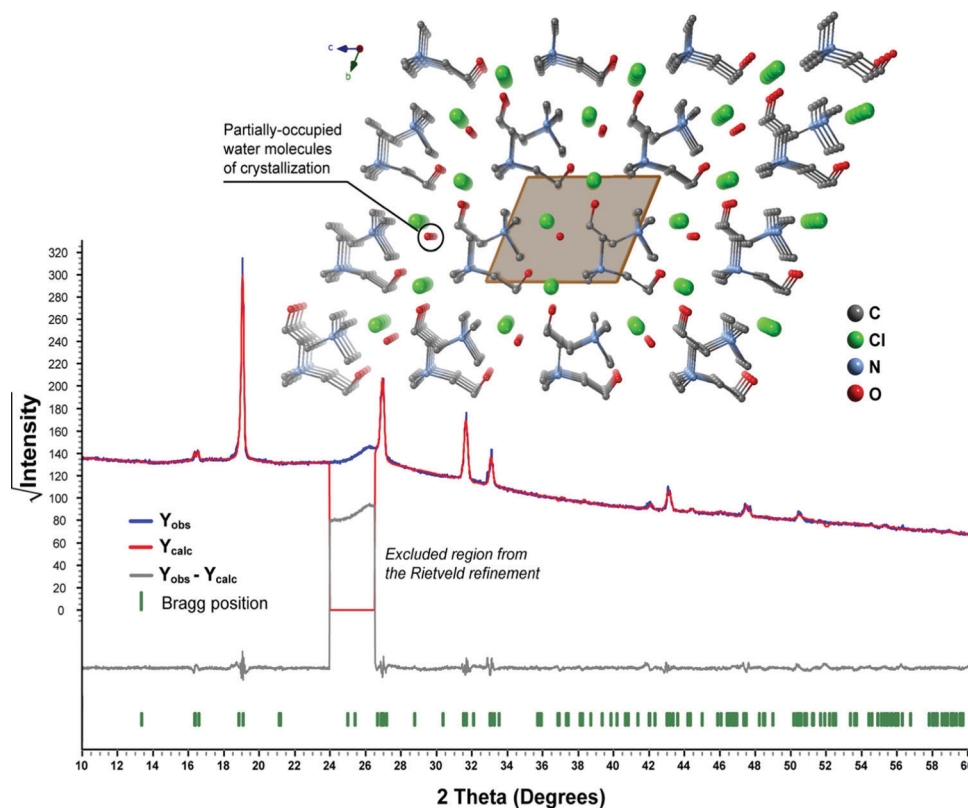 c
b
Partially-occupied
water molecules
of crystallization
C
Cl
N
O
√Intensity
320
300
280
260
240
220
200
180
160
140
120
100
80
60
40
20
0
Yobs
Ycalc
Yobs - Ycalc
Bragg position
Excluded region from
the Rietveld refinement
10 12 14 16 18 20 22 24 26 28 30 32 34 36 38 40 42 44 46 48 50 52 54 56 58 60
2 Theta (Degrees)